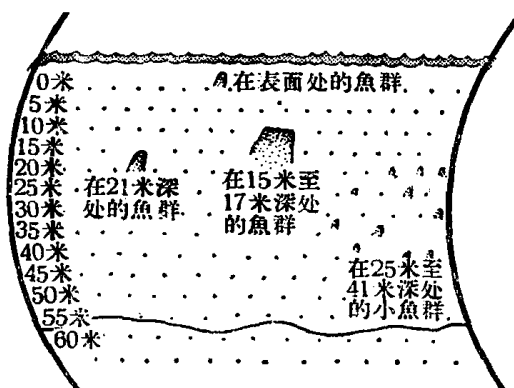 0米
在表面处的魚群
5米
10米
15米
20米
25米
30米
35米
40米
45米
50米
55米
60米
在21米深
处的魚群
在15米至
17米深处
的魚群
在25米至
41米深处
的小魚群